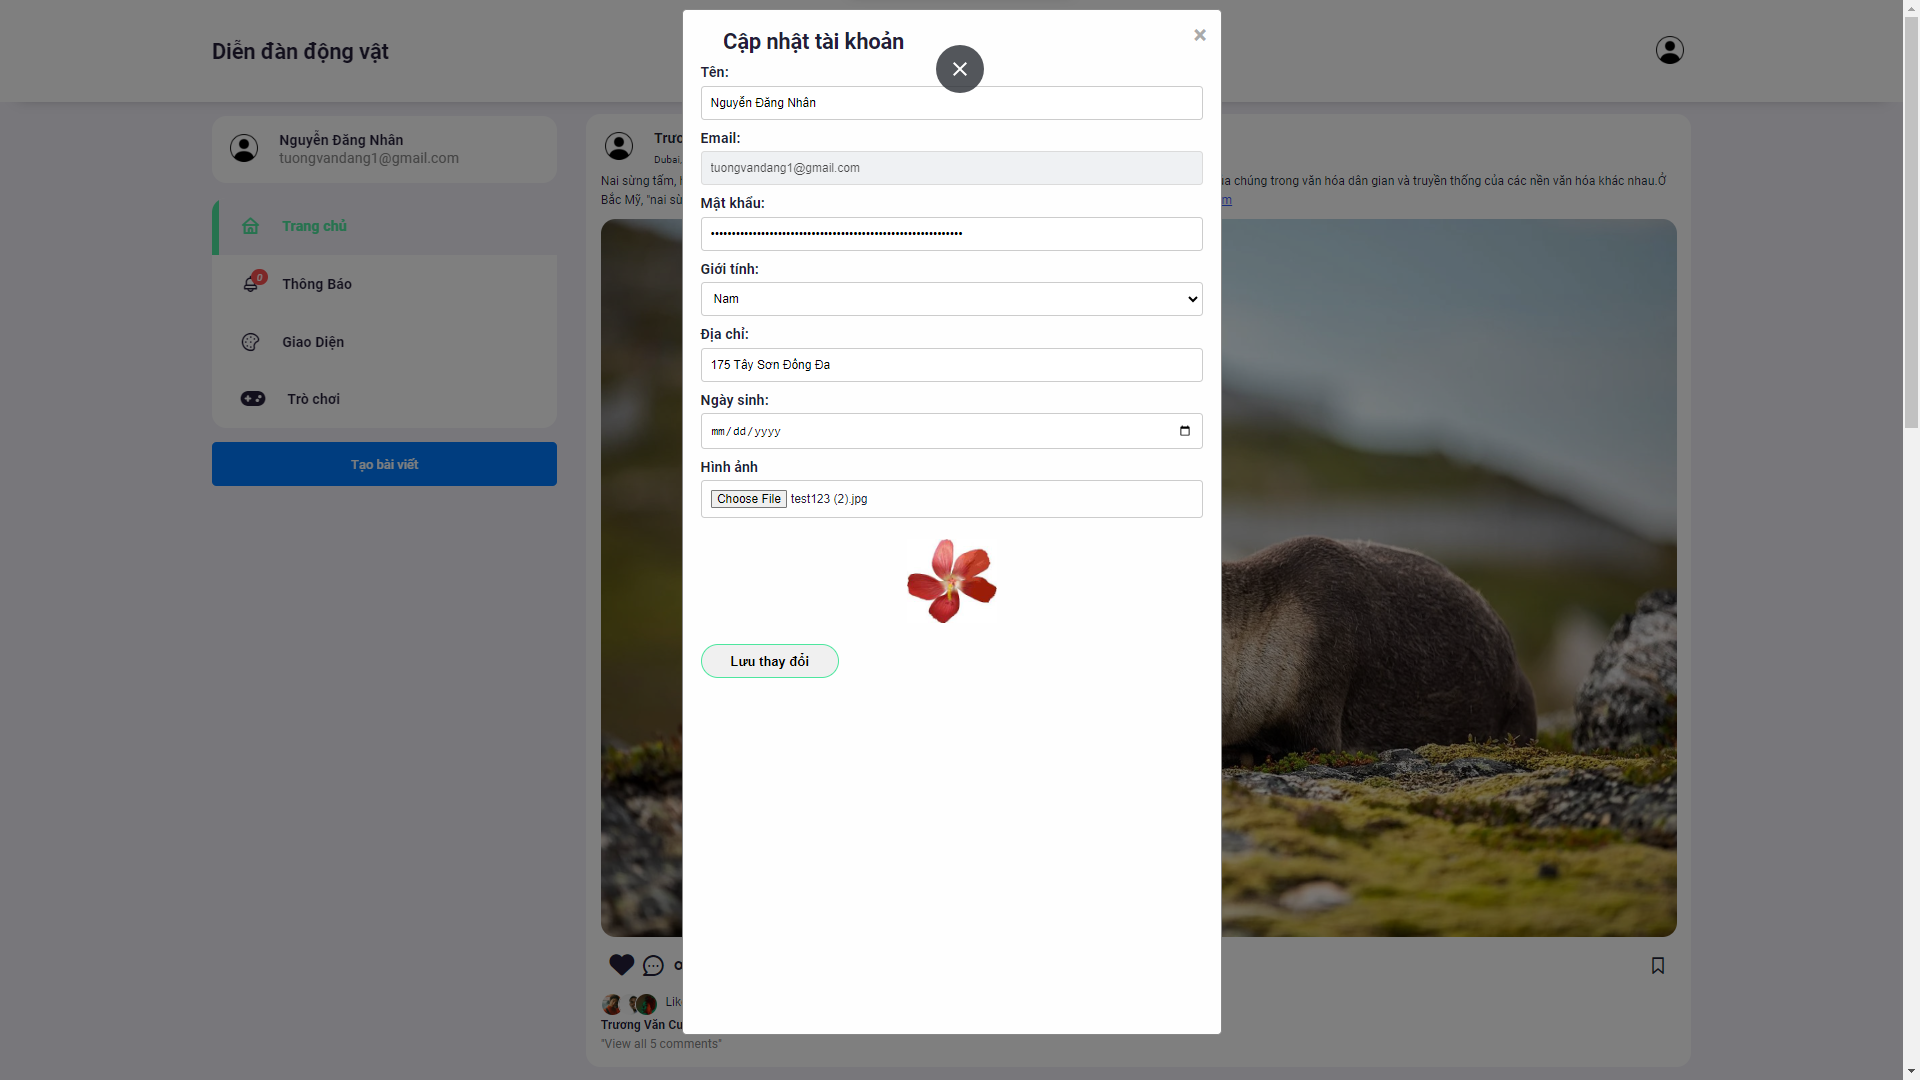 Diễn đàn động vật
Nguyễn Đăng Nhân
tuongvandang1@gmail.com
Trang chủ
0
Thông Báo
Giao Diện
Trò chơi
Tạo bài viết
Cập nhật tài khoản
×
Tên:
Nguyễn Đăng Nhân
Email:
tuongvandang1@gmail.com
Mật khẩu:
Giới tính:
Nam
Địa chỉ:
175 Tây Sơn Đống Đa
Ngày sinh:
mm/dd/yyyy
Hình ảnh
Choose File test123 (2).jpg
Lưu thay đổi
Dubai,
Nai sừng tấm, chúng trong văn hóa dân gian và truyền thống của các nền văn hóa khác nhau.Ở
Bắc Mỹ, "nai
Trương Văn
"View all 5 comments"